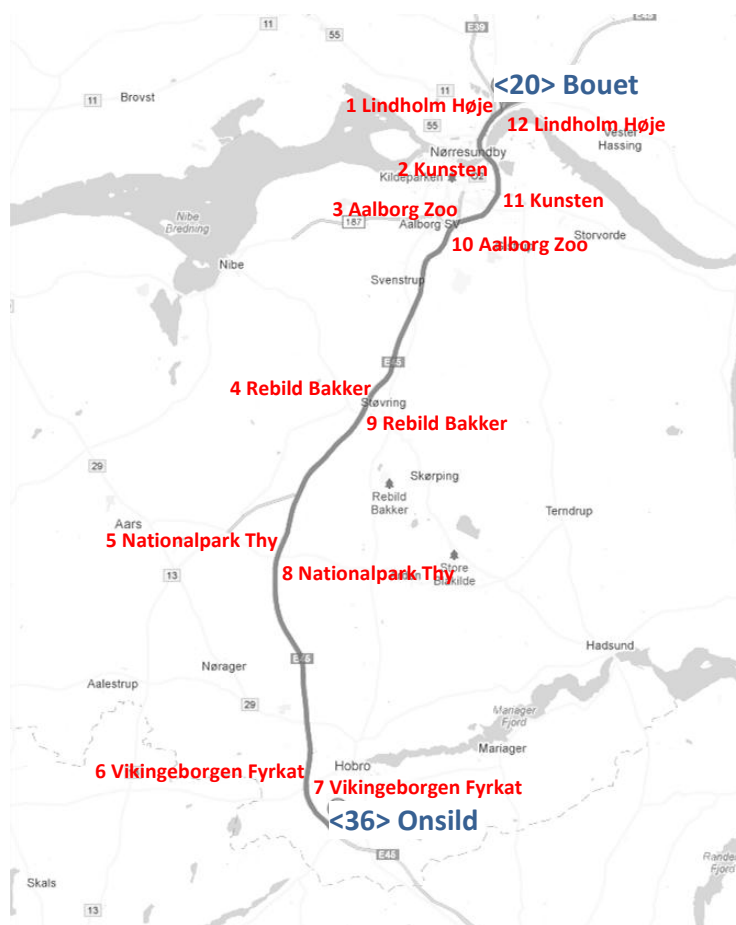 11
E39
E45
55
<20> Bouet
11
Brovst
11
1 Lindholm Høje
12 Lindholm Høje
55
Vester
Hassing
Nørresundby
2 Kunsten
Kildeparken
11 Kunsten
3 Aalborg Zoo
Nibe
Bredning
187
Aalborg SV
Storvorde
10 Aalborg Zoo
Nibe
Svenstrup
E45
4 Rebild Bakker
Støvring
9 Rebild Bakker
29
Skørping
Rebild
Bakker
Terndrup
Aars
5 Nationalpark Thy
Store
Blåkilde
8 Nationalpark Thy
13
Hadsund
E45
Nørager
Aalestrup
29
Mariager
Fjord
Mariager
Hobro
6 Vikingeborgen Fyrkat
7 Vikingeborgen Fyrkat
<36> Onsild
E45
Skals
Fjord
13